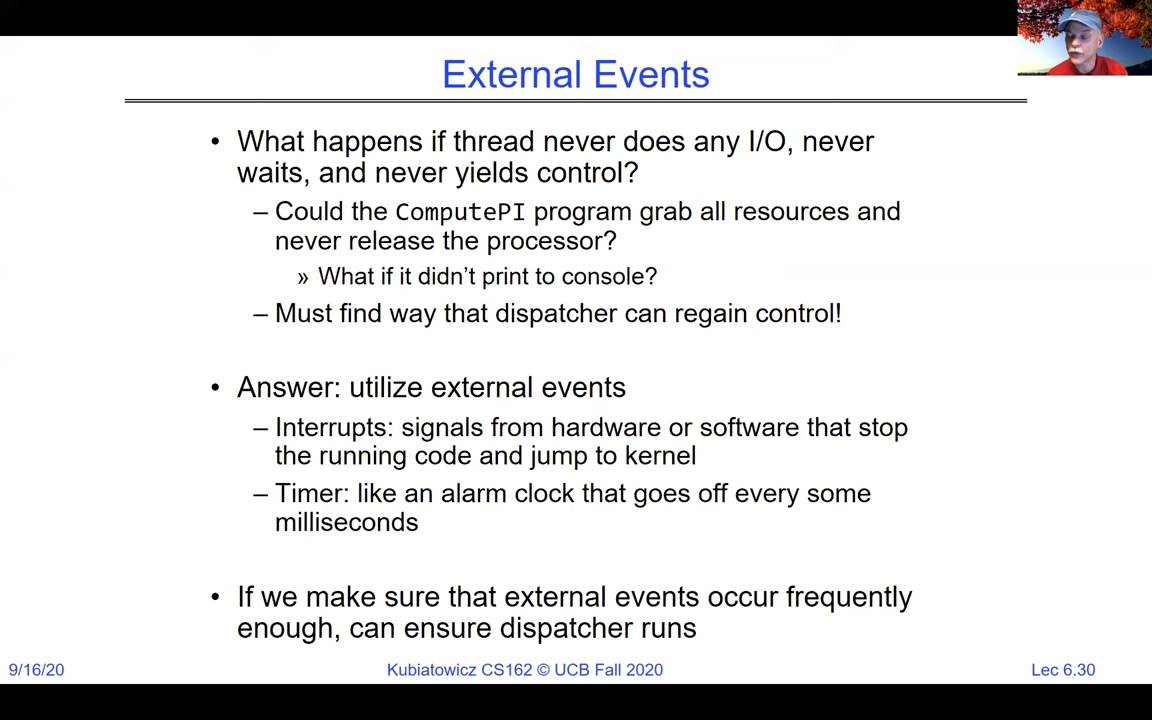 External Events
• What happens if thread never does any I/O, never
waits, and never yields control?
– Could the ComputePI program grab all resources and
never release the processor?
» What if it didn’t print to console?
– Must find way that dispatcher can regain control!
• Answer: utilize external events
– Interrupts: signals from hardware or software that stop
the running code and jump to kernel
– Timer: like an alarm clock that goes off every some
milliseconds
• If we make sure that external events occur frequently
enough, can ensure dispatcher runs
9/16/20
Kubiatowicz CS162 © UCB Fall 2020
Lec 6.30